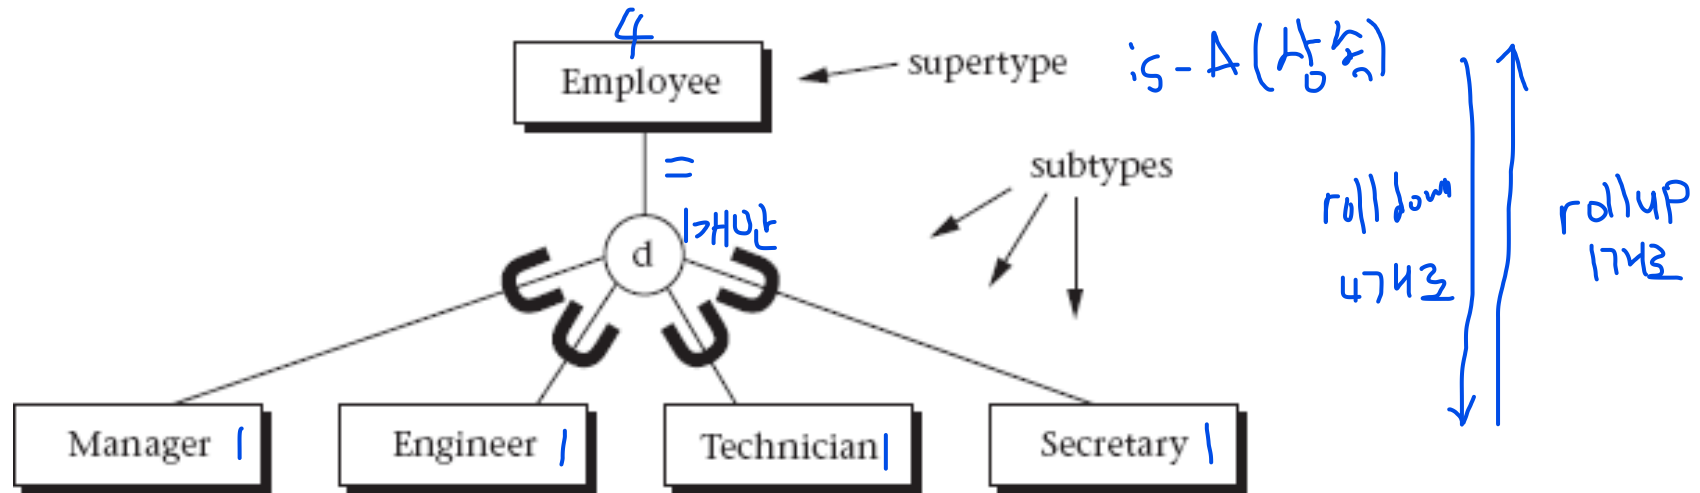 4
Employee
supertype
is-A (상속)
=
subtypes
1개만
d
rolldown
4개로
rollup
1개로
Manager 1
Engineer 1
Technician 1
Secretary 1